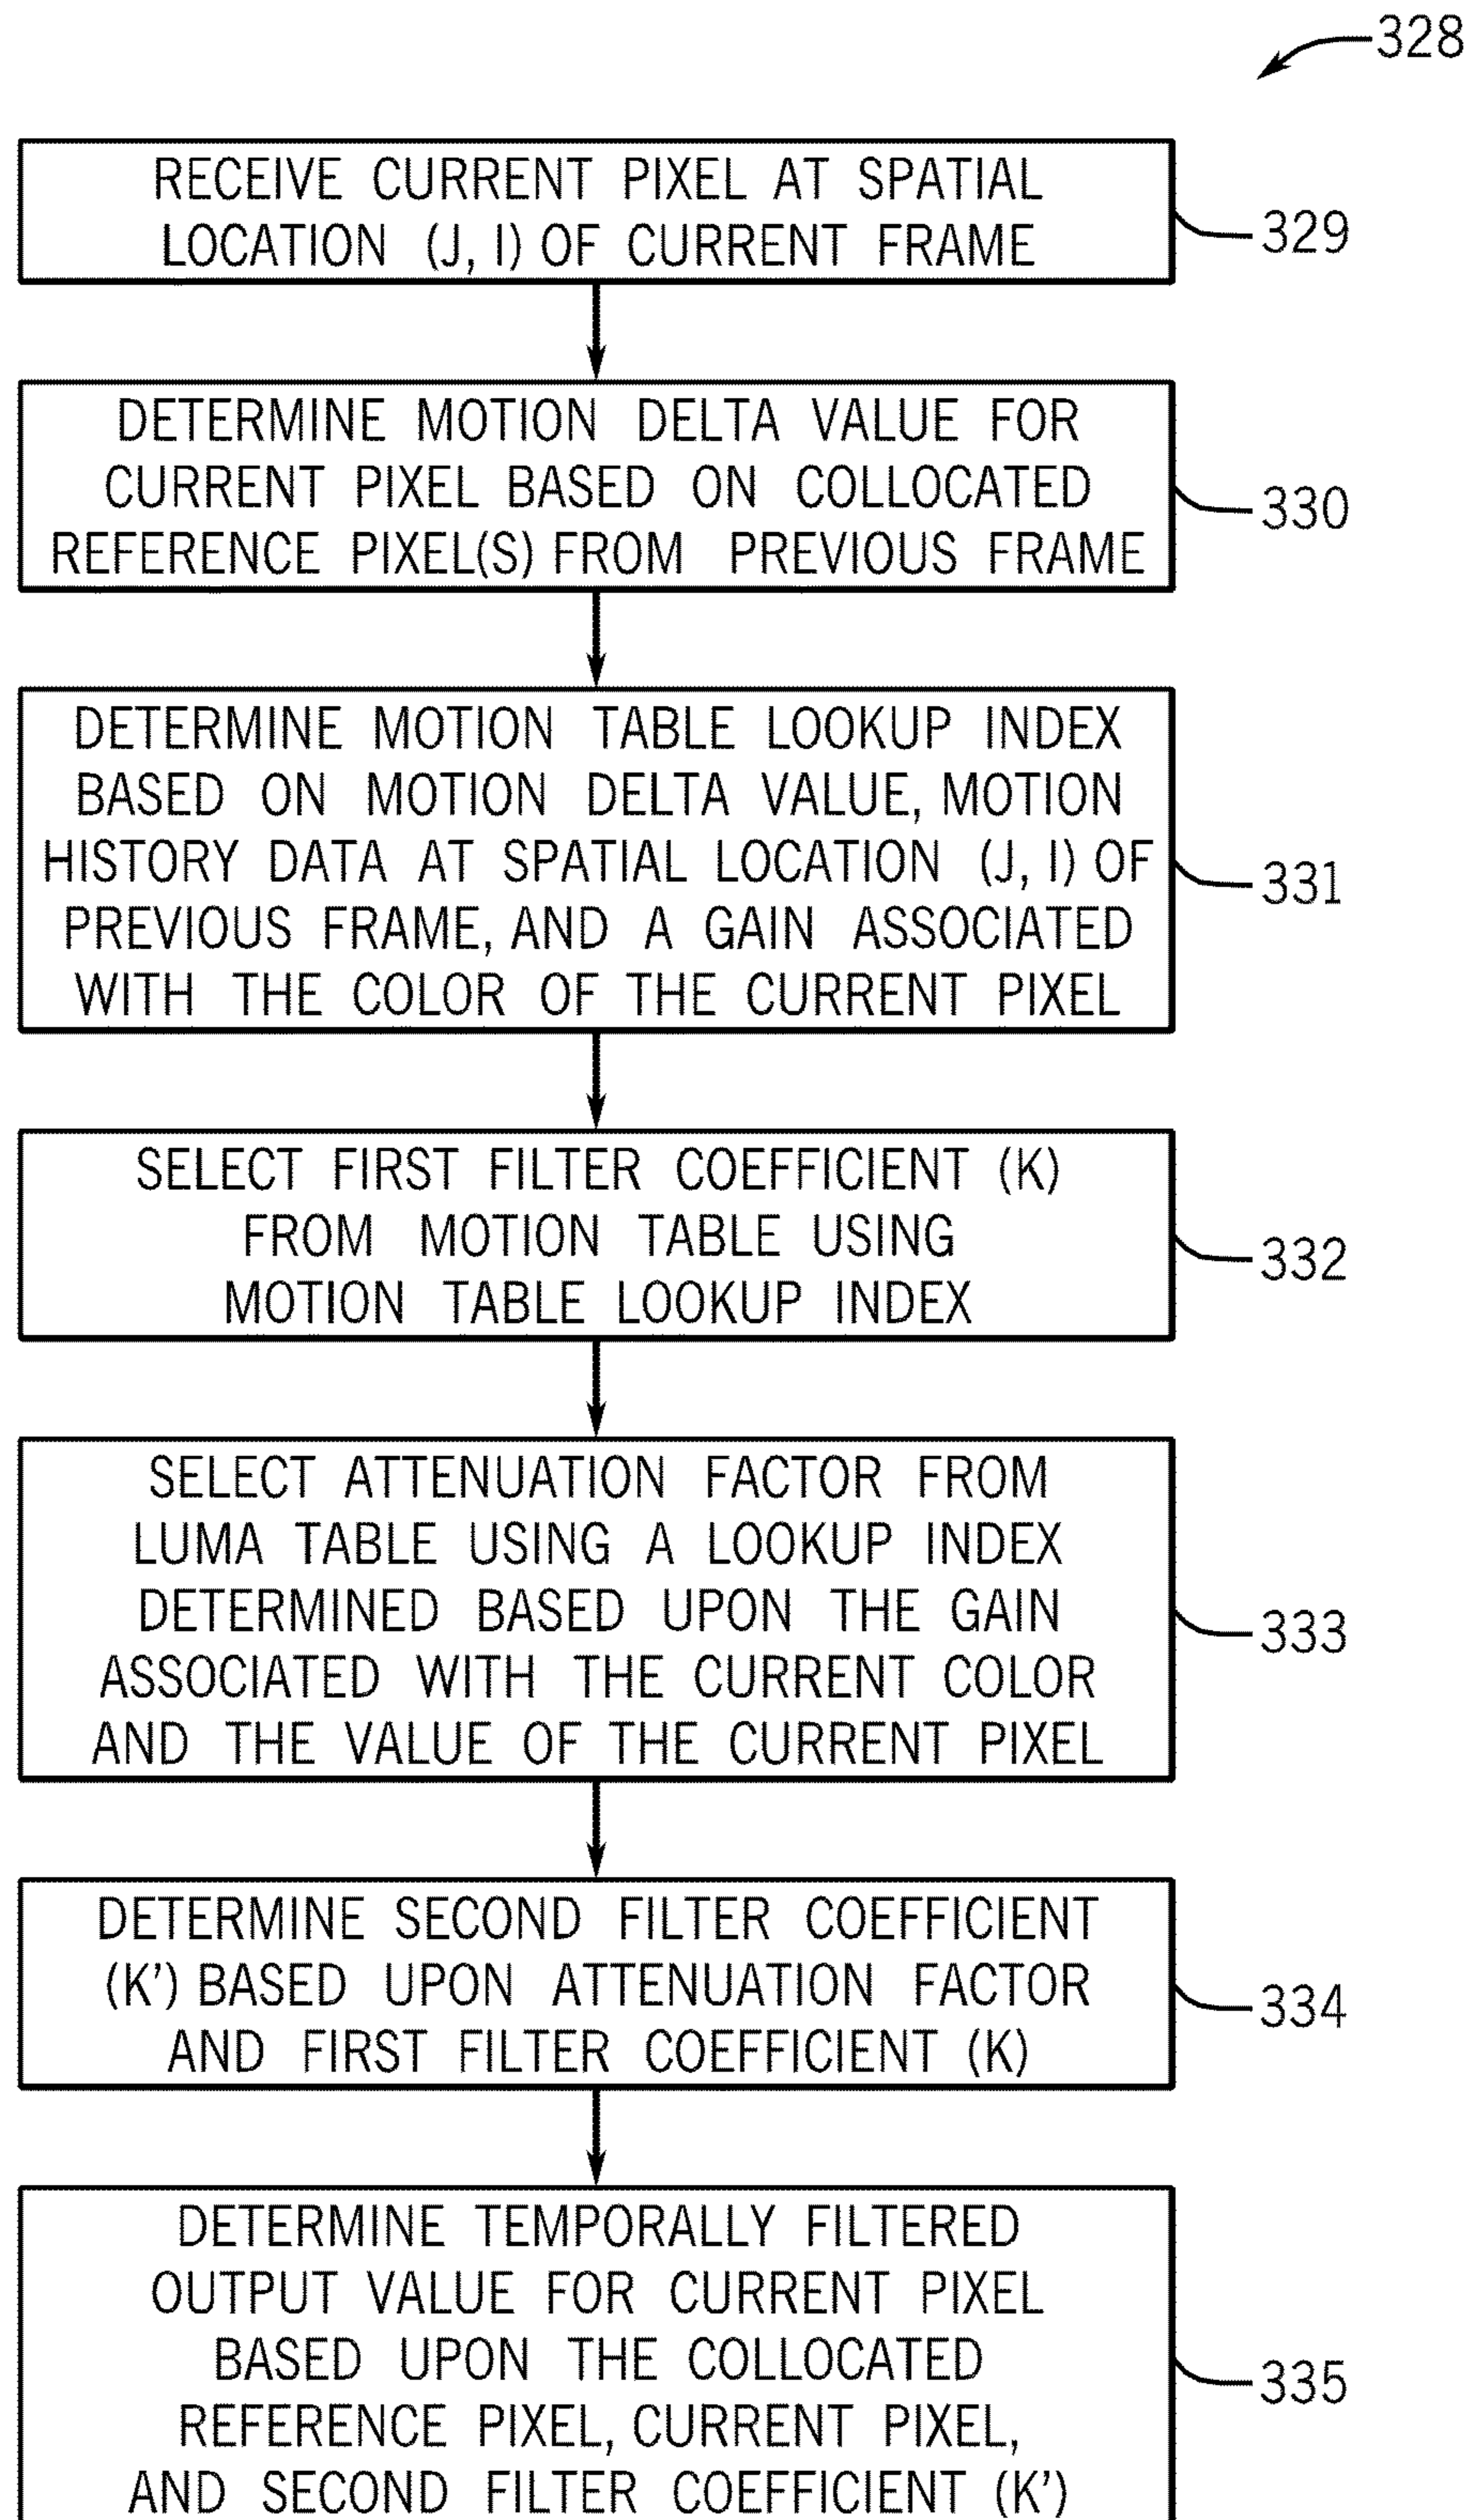 328
RECEIVE CURRENT PIXEL AT SPATIAL
LOCATION (J, I) OF CURRENT FRAME
329
DETERMINE MOTION DELTA VALUE FOR
CURRENT PIXEL BASED ON COLLOCATED
REFERENCE PIXEL(S) FROM PREVIOUS FRAME
330
DETERMINE MOTION TABLE LOOKUP INDEX
BASED ON MOTION DELTA VALUE, MOTION
HISTORY DATA AT SPATIAL LOCATION (J, I) OF
PREVIOUS FRAME, AND A GAIN ASSOCIATED
WITH THE COLOR OF THE CURRENT PIXEL
331
SELECT FIRST FILTER COEFFICIENT (K)
FROM MOTION TABLE USING
MOTION TABLE LOOKUP INDEX
332
SELECT ATTENUATION FACTOR FROM
LUMA TABLE USING A LOOKUP INDEX
DETERMINED BASED UPON THE GAIN
ASSOCIATED WITH THE CURRENT COLOR
AND THE VALUE OF THE CURRENT PIXEL
333
DETERMINE SECOND FILTER COEFFICIENT
(K') BASED UPON ATTENUATION FACTOR
AND FIRST FILTER COEFFICIENT (K)
334
DETERMINE TEMPORALLY FILTERED
OUTPUT VALUE FOR CURRENT PIXEL
BASED UPON THE COLLOCATED
REFERENCE PIXEL, CURRENT PIXEL,
AND SECOND FILTER COEFFICIENT (K')
335